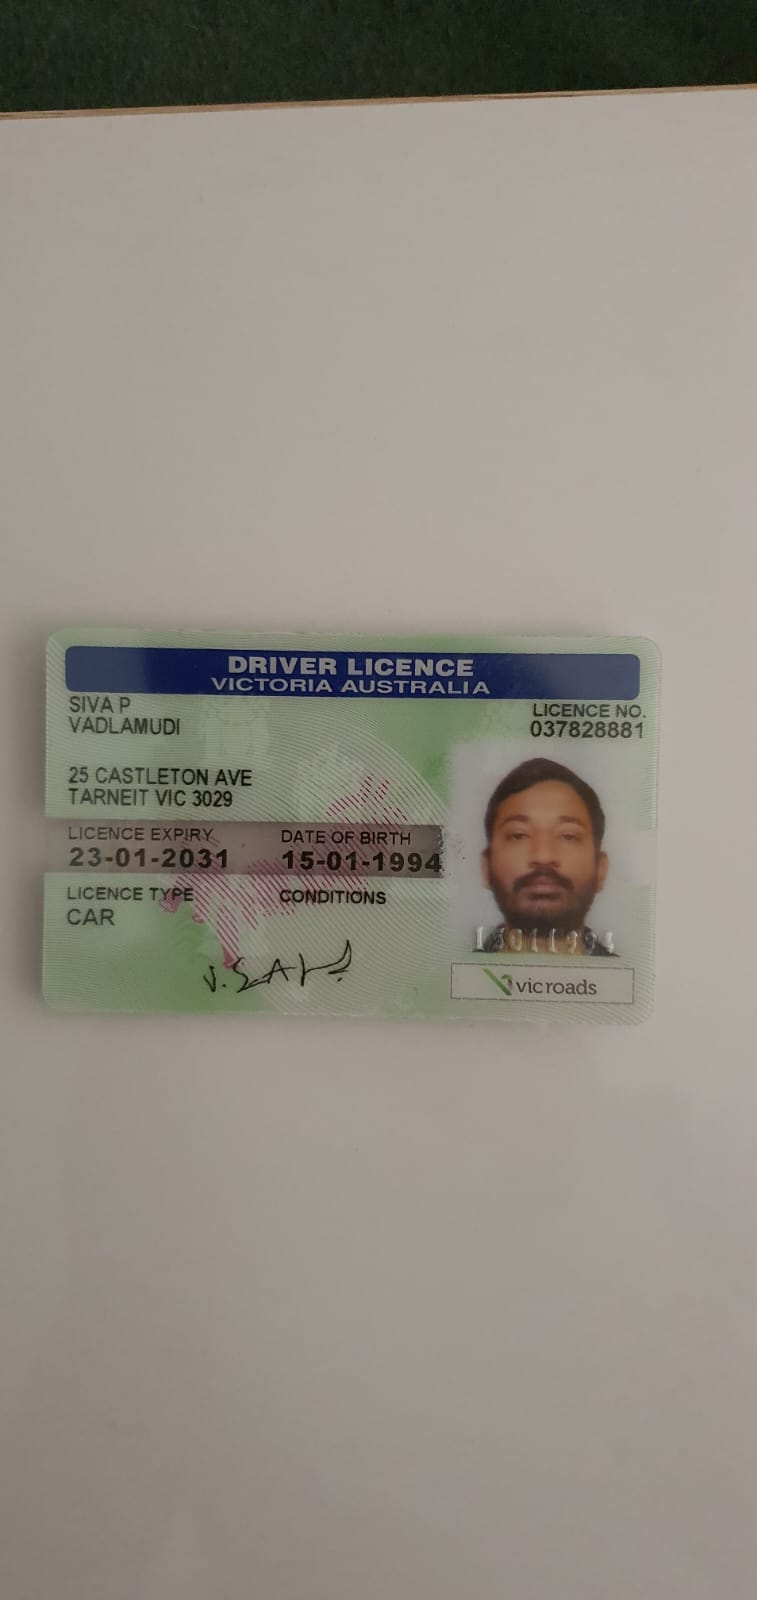 DRIVER LICENCE
VICTORIA AUSTRALIA
SIVA P
VADLAMUDI
LICENCE NO.
037828881
25 CASTLETON AVE
TARNEIT VIC 3029
LICENCE EXPIRY DATE OF BIRTH
23-01-2031 15-01-1994
LICENCE TYPE CONDITIONS
CAR
15011994
vicroads